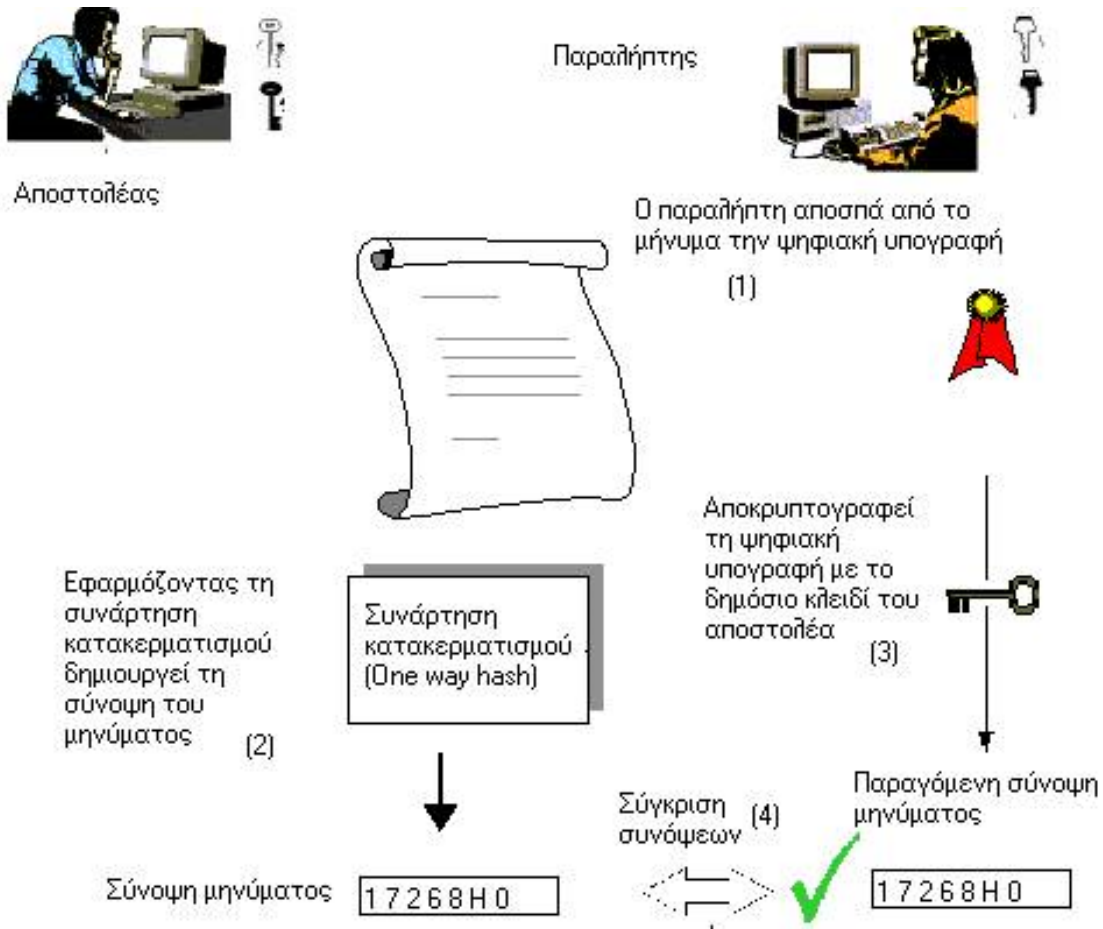 Παραλήπτης
Αποστολέας
Ο παραλήπτη αποσπά από το
μήνυμα την ψηφιακή υπογραφή
(1)
Εφαρμόζοντας τη
συνάρτηση
κατακερματισμού
δημιουργεί τη
σύνοψη του
μηνύματος (2)
Συνάρτηση
κατακερματισμού
(One way hash)
Αποκρυπτογραφεί
τη ψηφιακή
υπογραφή με το
δημόσιο κλειδί του
αποστολέα
(3)
Σύνοψη μηνύματος
17268H0
Σύγκριση
συνόψεων (4)
Παραγόμενη σύνοψη
μηνύματος
17268H0